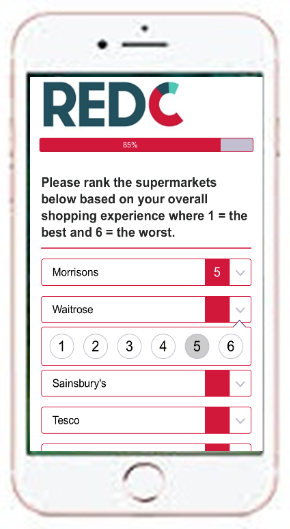 REDC
85%
Please rank the supermarkets
below based on your overall
shopping experience where 1 = the
best and 6 = the worst.
Morrisons 5
Waitrose
1 2 3 4 5 6
Sainsbury's
Tesco